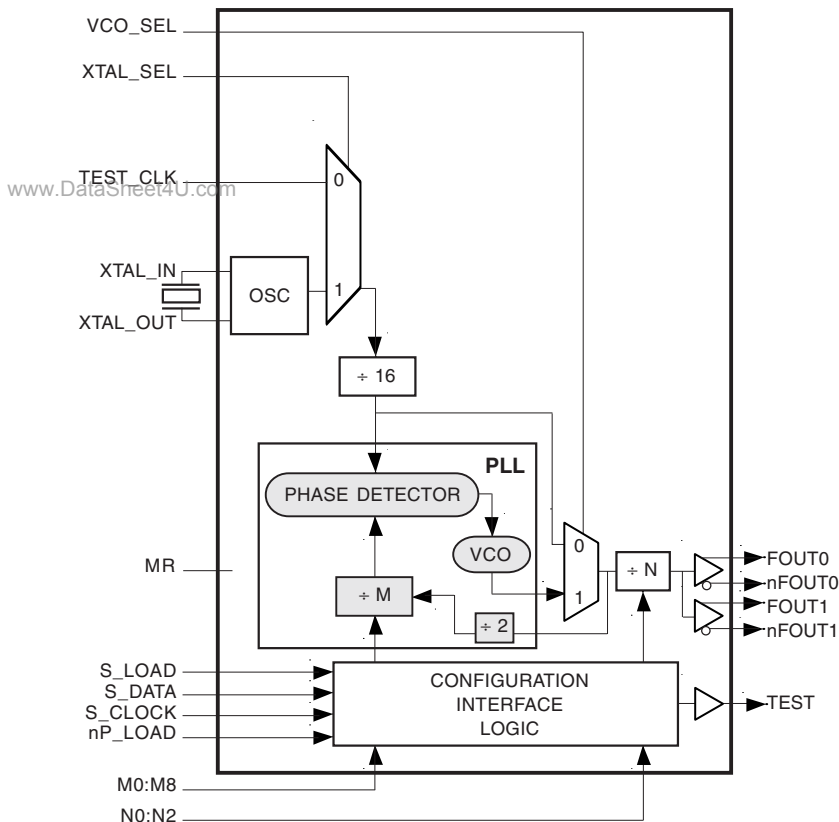 VCO_SEL
XTAL_SEL
TEST_CLK
0
www.DataSheet4U.com
XTAL_IN
OSC
1
XTAL_OUT
÷ 16
PLL
PHASE DETECTOR
VCO
0
1
÷ N
FOUT0
nFOUT0
FOUT1
nFOUT1
MR
÷ M
÷ 2
S_LOAD
S_DATA
S_CLOCK
nP_LOAD
CONFIGURATION
INTERFACE
LOGIC
TEST
M0:M8
N0:N2